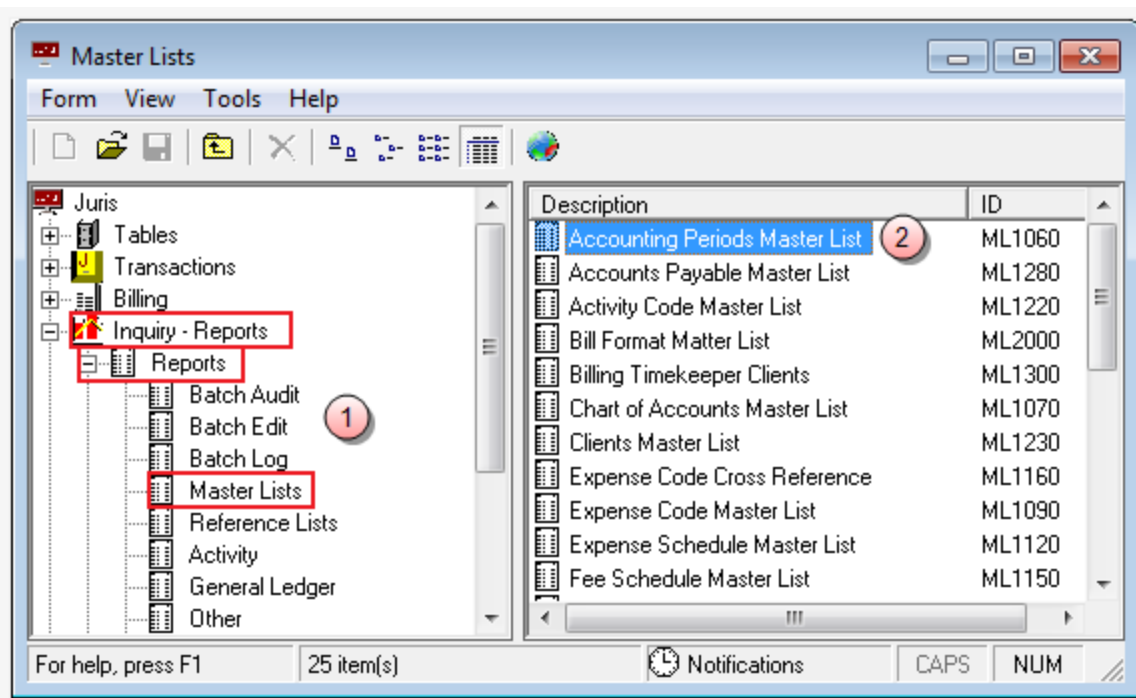 Master Lists
Form View Tools Help
Juris
Tables
Transactions
Billing
Inquiry - Reports
Reports
Batch Audit
Batch Edit
1
Batch Log
Master Lists
Reference Lists
Activity
General Ledger
Other
Description ID
Accounting Periods Master List 2 ML1060
Accounts Payable Master List ML1280
Activity Code Master List ML1220
Bill Format Matter List ML2000
Billing Timekeeper Clients ML1300
Chart of Accounts Master List ML1070
Clients Master List ML1230
Expense Code Cross Reference ML1160
Expense Code Master List ML1090
Expense Schedule Master List ML1120
Fee Schedule Master List ML1150
For help, press F1 25 item(s) Notifications CAPS NUM